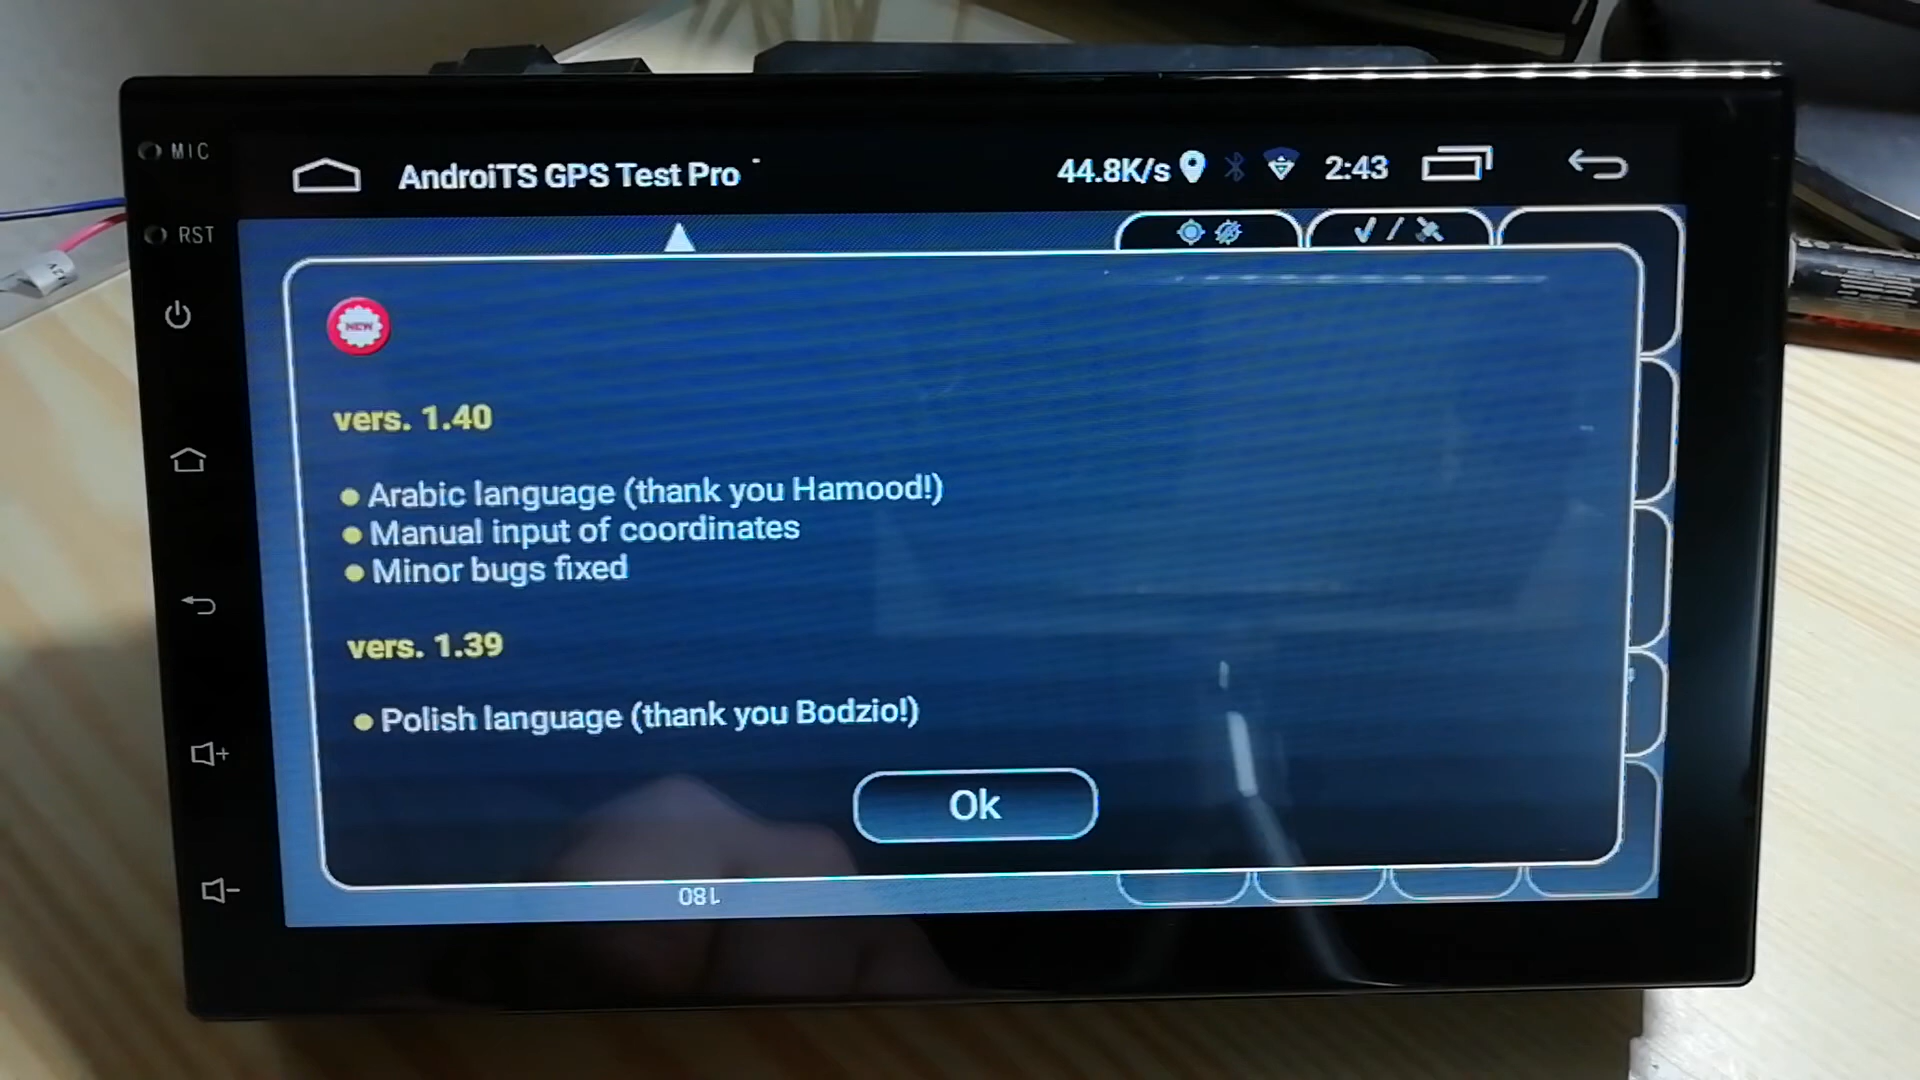 MIC
AndroiTS GPS Test Pro
44.8K/s
2:43
RST
NEW
vers. 1.40
Arabic language (thank you Hamood!)
Manual input of coordinates
Minor bugs fixed
vers. 1.39
Polish language (thank you Bodzio!)
Ok
180